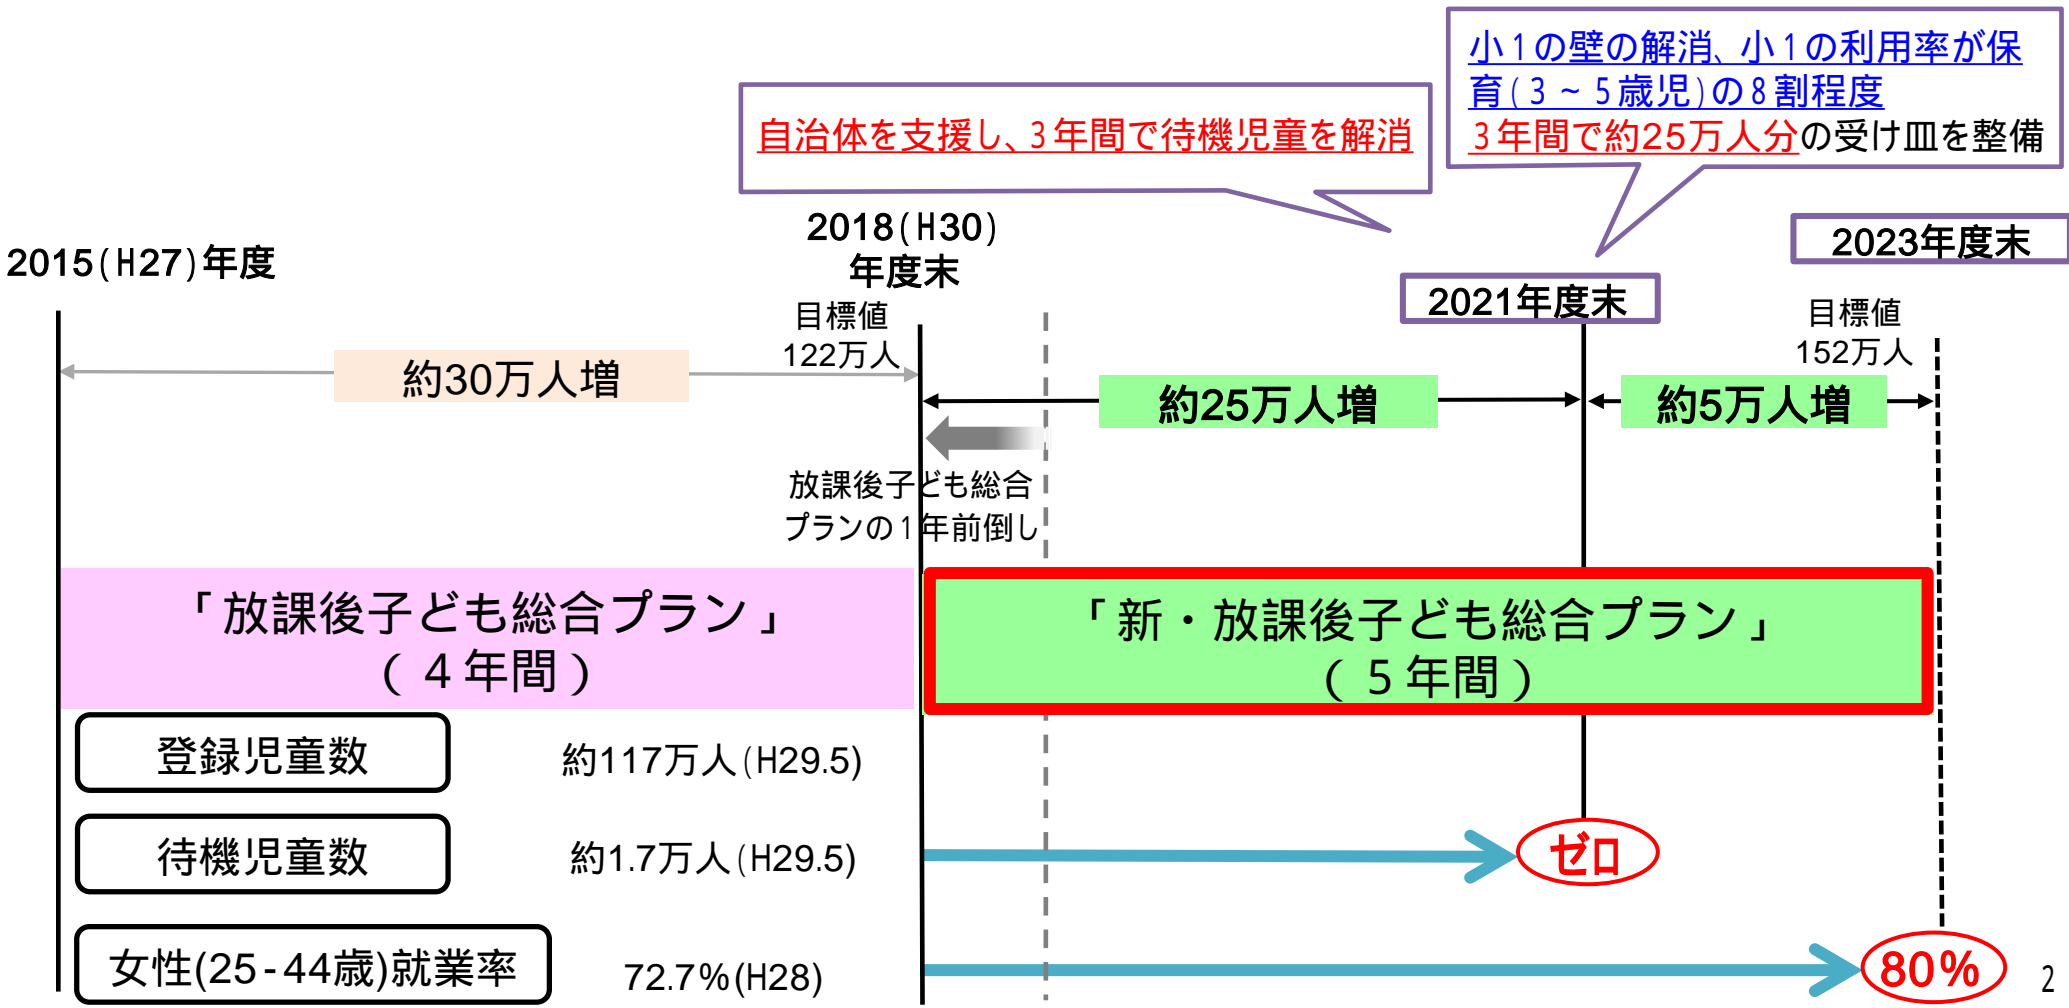 小１の壁の解消、小１の利用率が保
育(３～５歳児)の８割程度
３年間で約25万人分の受け皿を整備
自治体を支援し、３年間で待機児童を解消
2015(H27)年度
2018(H30)
年度末
2021年度末
2023年度末
目標値
122万人
目標値
152万人
約30万人増
約25万人増
約5万人増
放課後子ども総合
プランの１年前倒し
「放課後子ども総合プラン」
（４年間）
「新・放課後子ども総合プラン」
（５年間）
登録児童数
約117万人(H29.5)
待機児童数
約1.7万人(H29.5)
ゼロ
女性(25-44歳)就業率
72.7％(H28)
80％
2